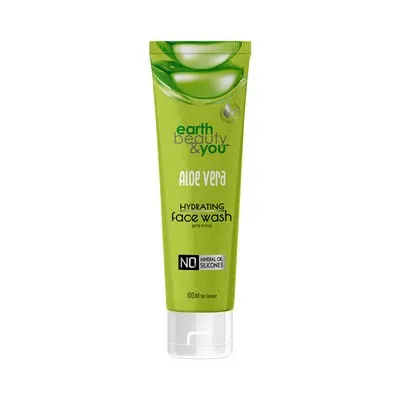 earth
beauty
&you
Aloe vera
HYDRATING
face wash
NO MINERAL OIL
SILICONES
100ml